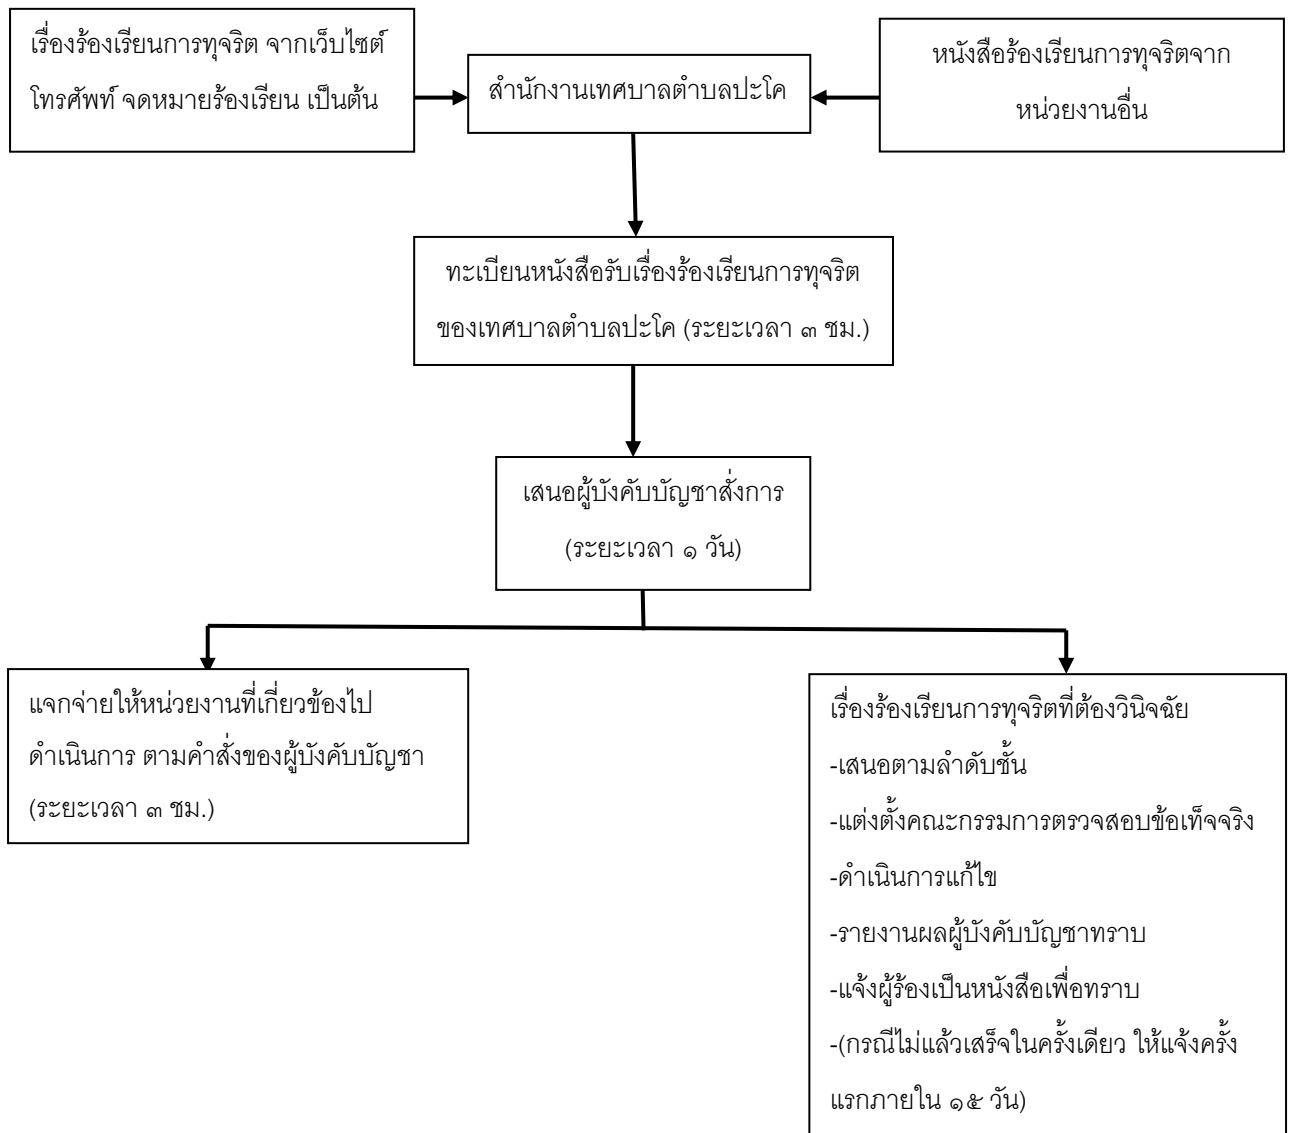 เรื่องร้องเรียนการทุจริต จากเว็บไซต์
โทรศัพท์ จดหมายร้องเรียน เป็นต้น
สำนักงานเทศบาลตำบลปะโค
หนังสือร้องเรียนการทุจริตจาก
หน่วยงานอื่น
ทะเบียนหนังสือรับเรื่องร้องเรียนการทุจริต
ของเทศบาลตำบลปะโค (ระยะเวลา ๓ ชม.)
เสนอผู้บังคับบัญชาสั่งการ
(ระยะเวลา ๑ วัน)
แจกจ่ายให้หน่วยงานที่เกี่ยวข้องไป
ดำเนินการ ตามคำสั่งของผู้บังคับบัญชา
(ระยะเวลา ๓ ชม.)
เรื่องร้องเรียนการทุจริตที่ต้องวินิจฉัย
-เสนอตามลำดับชั้น
-แต่งตั้งคณะกรรมการตรวจสอบข้อเท็จจริง
-ดำเนินการแก้ไข
-รายงานผลผู้บังคับบัญชาทราบ
-แจ้งผู้ร้องเป็นหนังสือเพื่อทราบ
-(กรณีไม่แล้วเสร็จในครั้งเดียว ให้แจ้งครั้ง
แรกภายใน ๑๕ วัน)